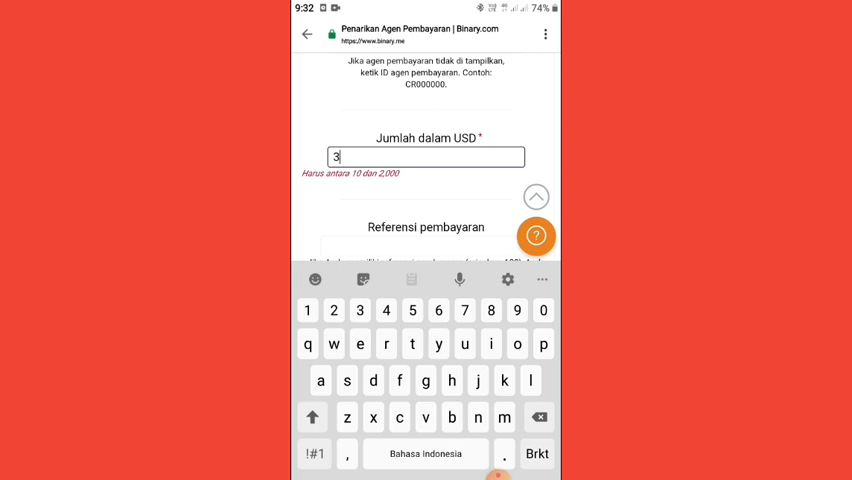 9:32 74%
Penarikan Agen Pembayaran | Binary.com
https://www.binary.me
Jika agen pembayaran tidak di tampilkan,
ketik ID agen pembayaran. Contoh:
CR000000.
Jumlah dalam USD *
3
Harus antara 10 dan 2,000
Referensi pembayaran
?
1 2 3 4 5 6 7 8 9 0
q w e r t y u i o p
a s d f g h j k l
z x c v b n m
!#1 , Bahasa Indonesia . Brkt